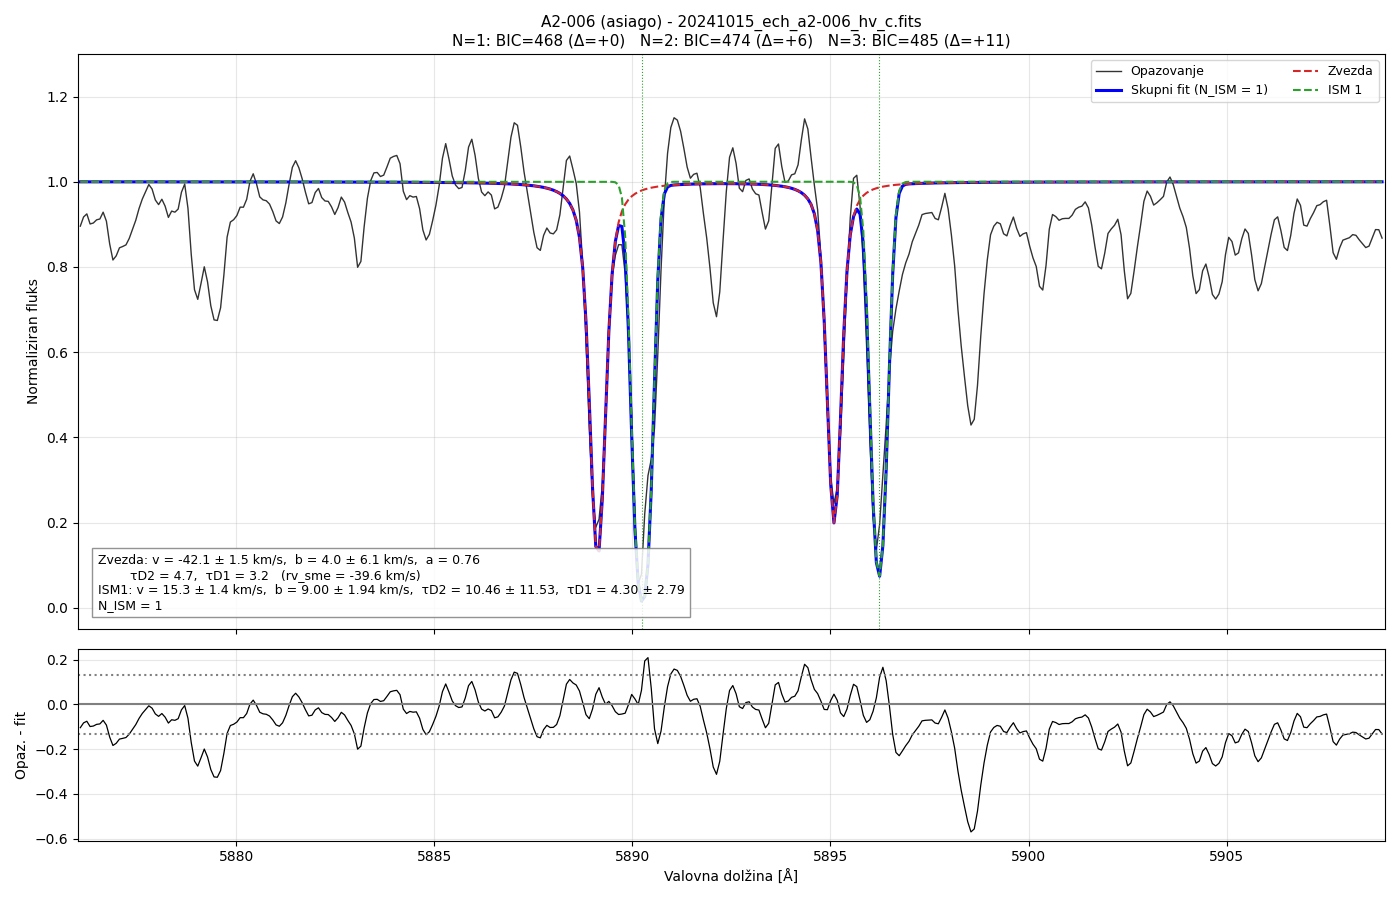 A2-006 (asiago) - 20241015_ech_a2-006_hv_c.fits
N=1: BIC=468 (Δ=+0)   N=2: BIC=474 (Δ=+6)   N=3: BIC=485 (Δ=+11)
Opazovanje
Skupni fit (N_ISM = 1)
Zvezda
ISM 1
Normaliziran fluks
1.2
1.0
0.8
0.6
0.4
0.2
0.0
Zvezda: v = -42.1 ± 1.5 km/s,  b = 4.0 ± 6.1 km/s,  a = 0.76
τD2 = 4.7,  τD1 = 3.2   (rv_sme = -39.6 km/s)
ISM1: v = 15.3 ± 1.4 km/s,  b = 9.00 ± 1.94 km/s,  τD2 = 10.46 ± 11.53,  τD1 = 4.30 ± 2.79
N_ISM = 1
Opaz. - fit
0.2
0.0
−0.2
−0.4
−0.6
5880
5885
5890
5895
5900
5905
Valovna dolžina [Å]